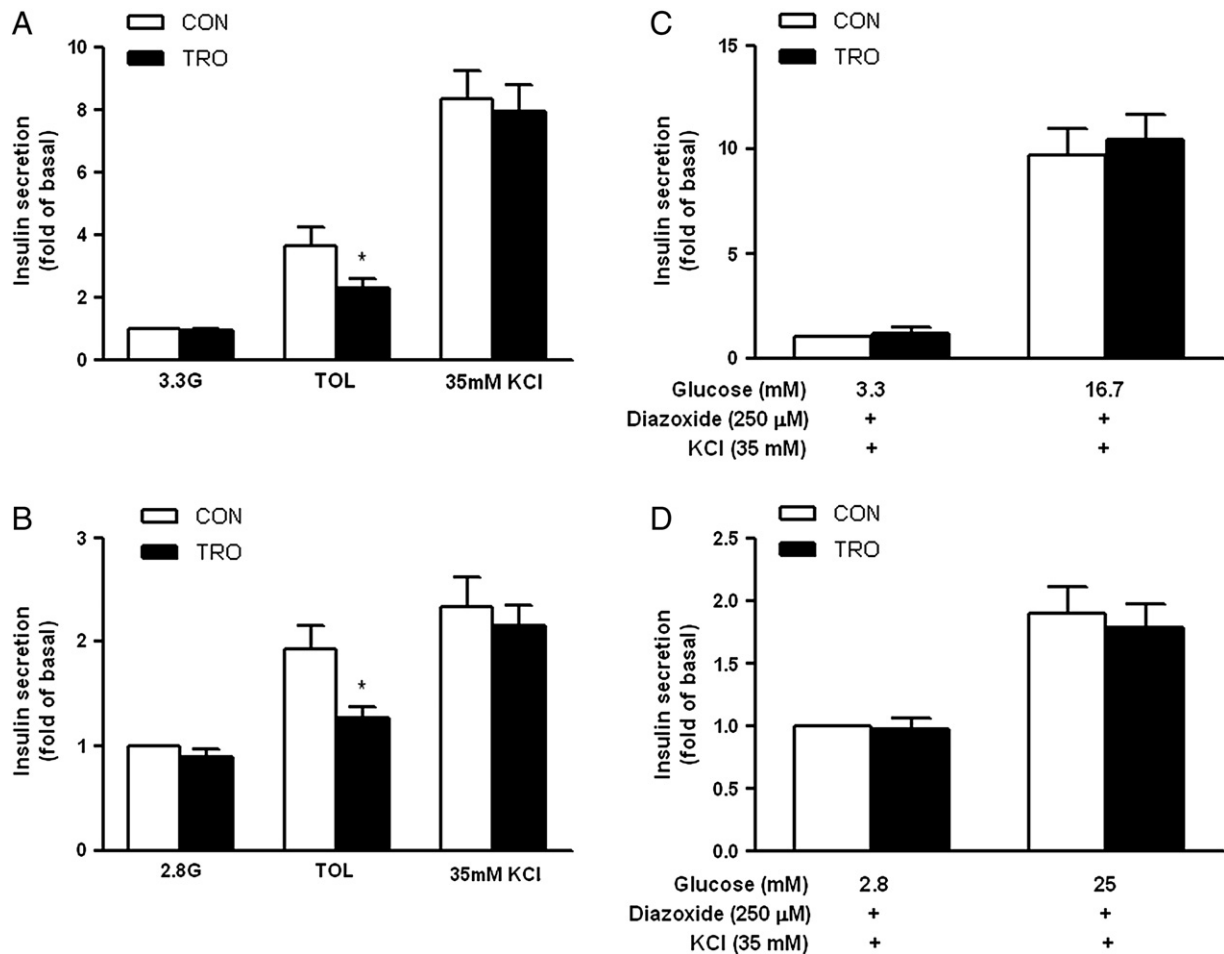 A
CON
TRO
Insulin secretion
(fold of basal)
10
8
6
4
2
0
*
3.3G TOL 35mM KCl
C
CON
TRO
Insulin secretion
(fold of basal)
15
10
5
0
Glucose (mM) 3.3 16.7
Diazoxide (250 μM) + +
KCl (35 mM) + +
B
CON
TRO
Insulin secretion
(fold of basal)
3
2
1
0
*
2.8G TOL 35mM KCl
D
CON
TRO
Insulin secretion
(fold of basal)
2.5
2.0
1.5
1.0
0.5
0.0
Glucose (mM) 2.8 25
Diazoxide (250 μM) + +
KCl (35 mM) + +